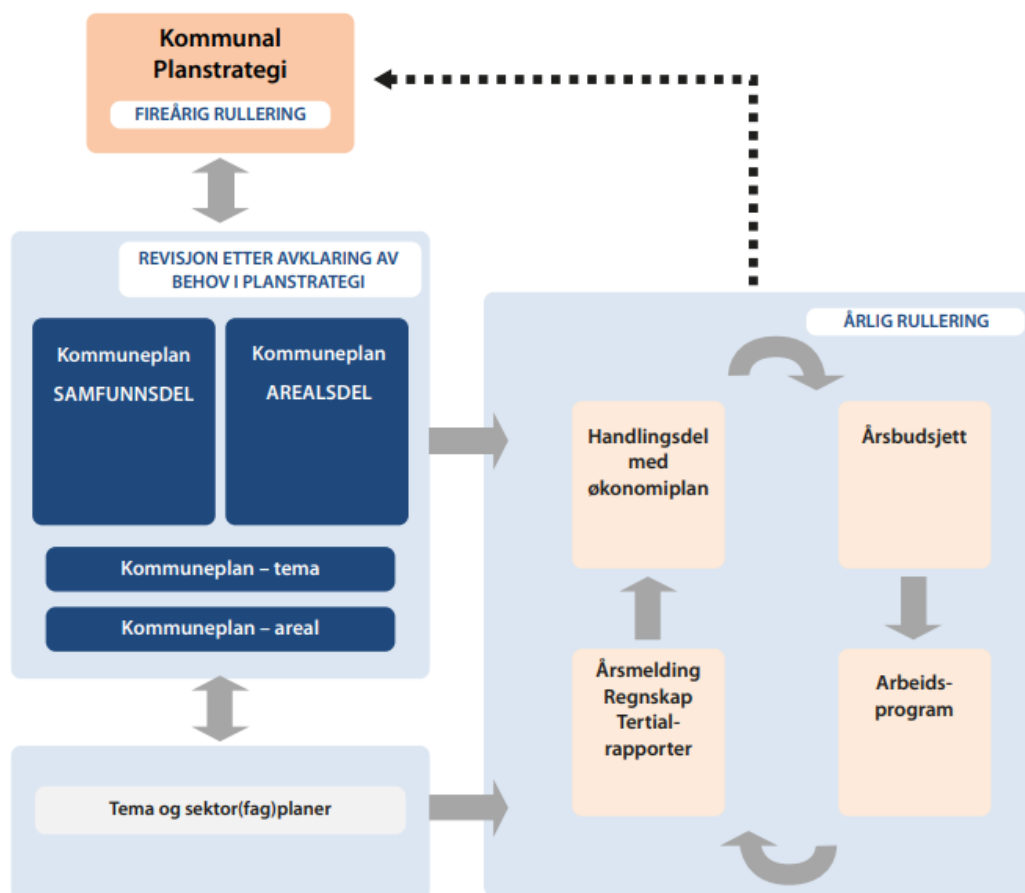 Kommunal
Planstrategi
FIREÅRIG RULLERING
REVISJON ETTER AVKLARING AV
BEHOV I PLANSTRATEGI
Kommuneplan
SAMFUNNSDEL
Kommuneplan
AREALSDEL
Kommuneplan – tema
Kommuneplan – areal
Tema og sektor(fag)planer
ÅRLIG RULLERING
Handlingsdel
med
økonomiplan
Årsbudsjett
Årsmelding
Regnskap
Tertial-
rapporter
Arbeids-
program